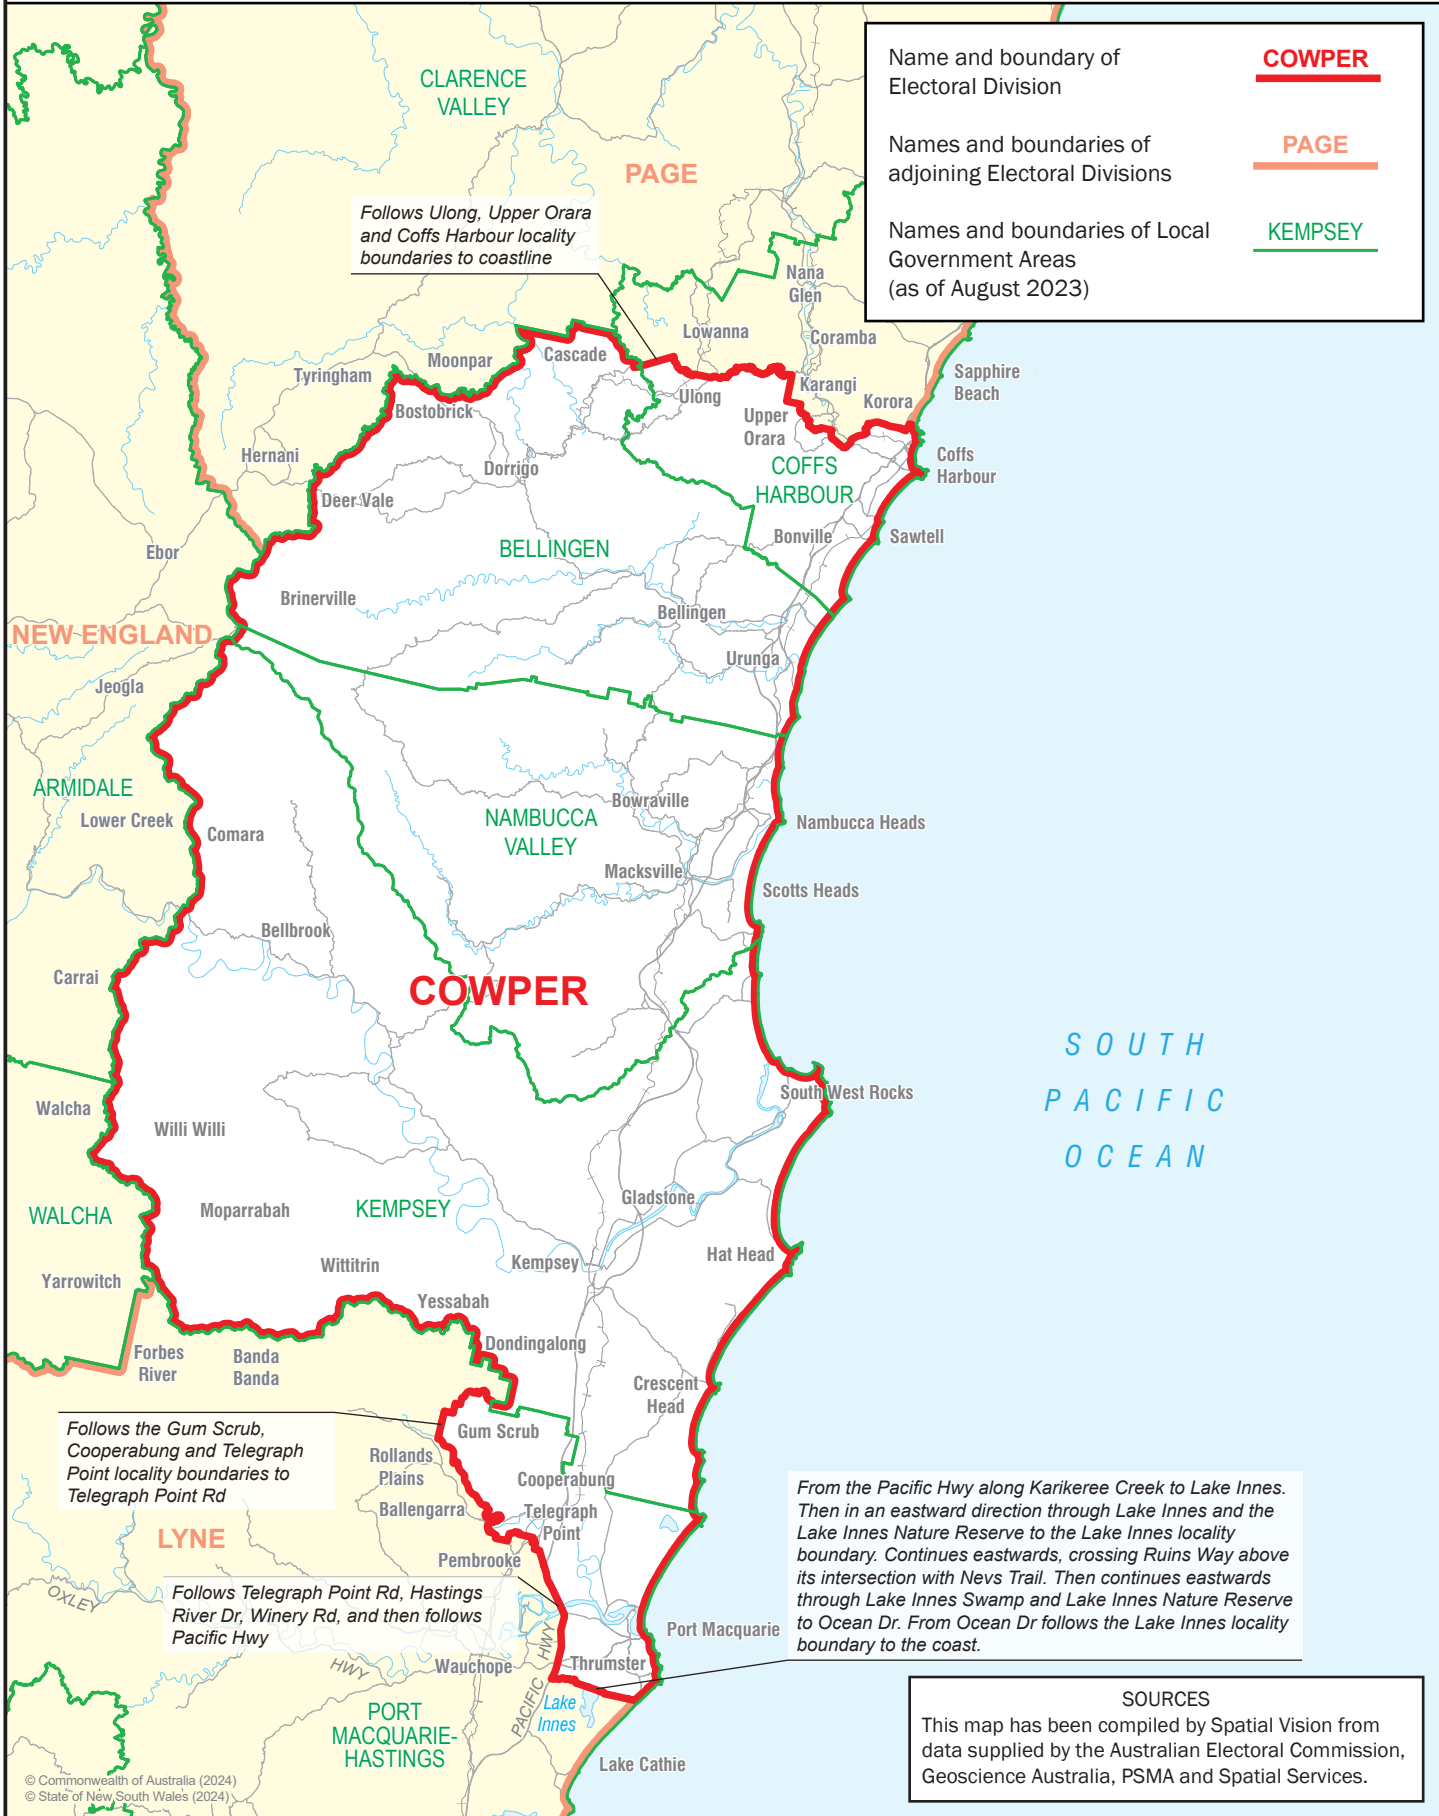 Name and boundary of
Electoral Division
COWPER
Names and boundaries of
adjoining Electoral Divisions
PAGE
Names and boundaries of Local
Government Areas
(as of August 2023)
KEMPSEY
CLARENCE
VALLEY
PAGE
Follows Ulong, Upper Orara
and Coffs Harbour locality
boundaries to coastline
Nana
Glen
Lowanna
Coramba
Cascade
Moonpar
Tyringham
Sapphire
Beach
Karangi
Korora
Ulong
Bostobrick
Upper
Orara
Hernani
Dorrigo
Coffs
Harbour
COFFS
HARBOUR
Deer Vale
Bonville
Sawtell
Ebor
BELLINGEN
Brinerville
Bellingen
NEW ENGLAND
Urunga
Jeogla
ARMIDALE
Lower Creek
Comara
Bowraville
NAMBUCCA
VALLEY
Nambucca Heads
Macksville
Scotts Heads
Bellbrook
Carrai
COWPER
SOUTH
PACIFIC
OCEAN
South West Rocks
Walcha
Willi Willi
Gladstone
WALCHA
Moparrabah
KEMPSEY
Hat Head
Kempsey
Wittitrin
Yarrowitch
Yessabah
Dondingalong
Forbes
River
Banda
Banda
Crescent
Head
Follows the Gum Scrub,
Cooperabung and Telegraph
Point locality boundaries to
Telegraph Point Rd
Gum Scrub
Rollands
Plains
Cooperabung
Ballengarra
Telegraph
Point
From the Pacific Hwy along Karikeree Creek to Lake Innes.
Then in an eastward direction through Lake Innes and the
Lake Innes Nature Reserve to the Lake Innes locality
boundary. Continues eastwards, crossing Ruins Way above
its intersection with Nevs Trail. Then continues eastwards
through Lake Innes Swamp and Lake Innes Nature Reserve
to Ocean Dr. From Ocean Dr follows the Lake Innes locality
boundary to the coast.
LYNE
Pembrooke
OXLEY
HWY
Follows Telegraph Point Rd, Hastings
River Dr, Winery Rd, and then follows
Pacific Hwy
Port Macquarie
Wauchope
Thrumster
PACIFIC
HWY
Lake
Innes
PORT
MACQUARIE-
HASTINGS
Lake Cathie
SOURCES
This map has been compiled by Spatial Vision from
data supplied by the Australian Electoral Commission,
Geoscience Australia, PSMA and Spatial Services.
© Commonwealth of Australia (2024)
© State of New South Wales (2024)